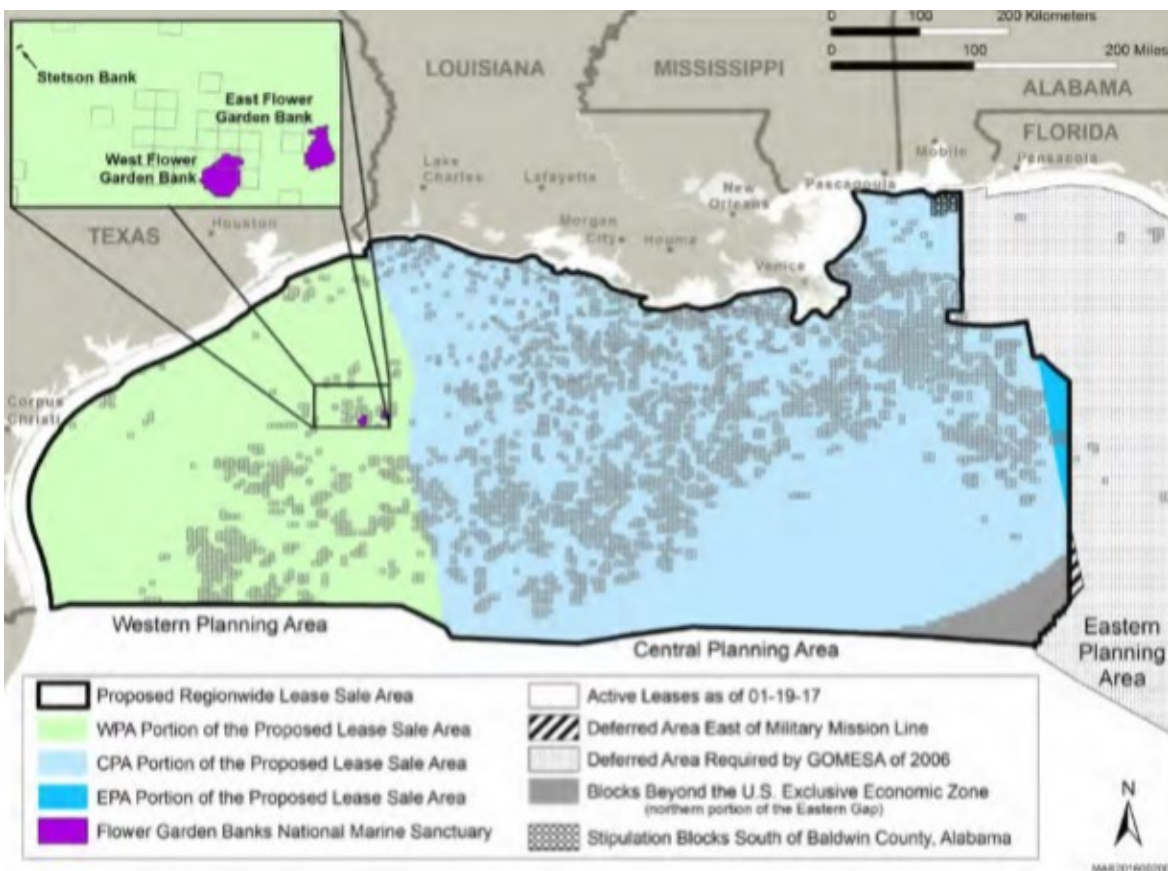 0 100 200 Kilometers
0 100 200 Miles
Stetson Bank
East Flower
Garden Bank
West Flower
Garden Bank
LOUISIANA
MISSISSIPPI
ALABAMA
FLORIDA
TEXAS
Houston
Lake
Charles
Lafayette
New
Orleans
Morgan
City
Houma
Venice
Pascagoula
Mobile
Pensacola
Corpus
Christi
Western Planning Area
Central Planning Area
Eastern
Planning
Area
Proposed Regionwide Lease Sale Area
WPA Portion of the Proposed Lease Sale Area
CPA Portion of the Proposed Lease Sale Area
EPA Portion of the Proposed Lease Sale Area
Flower Garden Banks National Marine Sanctuary
Active Leases as of 01-19-17
Deferred Area East of Military Mission Line
Deferred Area Required by GOMESA of 2006
Blocks Beyond the U.S. Exclusive Economic Zone
(northern portion of the Eastern Gap)
Stipulation Blocks South of Baldwin County, Alabama
N